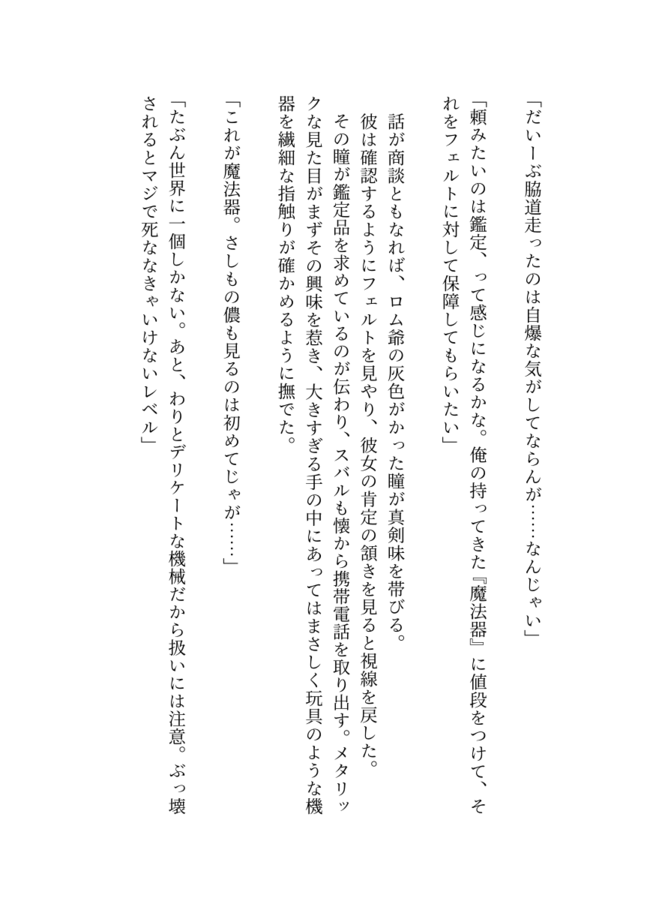 「だいーぶ脇道走ったのは自爆な気がしてならんが……なんじゃい」
「頼みたいのは鑑定、って感じになるかな。俺の持ってきた『魔法器』に値段をつけて、そ
れをフェルトに対して保障してもらいたい」
話が商談ともなれば、ロム爺の灰色がかった瞳が真剣味を帯びる。
彼は確認するようにフェルトを見やり、彼女の肯定の頷きを見ると視線を戻した。
その瞳が鑑定品を求めているのが伝わり、スバルも懐から携帯電話を取り出す。メタリッ
クな見た目がまずその興味を惹き、大きすぎる手の中にあってはまさしく玩具のような機
器を繊細な指触りが確かめるように撫でた。
「これが魔法器。さしもの儂も見るのは初めてじゃが……」
「たぶん世界に一個しかない。あと、わりとデリケートな機械だから扱いには注意。ぶっ壊
されるとマジで死ななきゃいけないレベル」